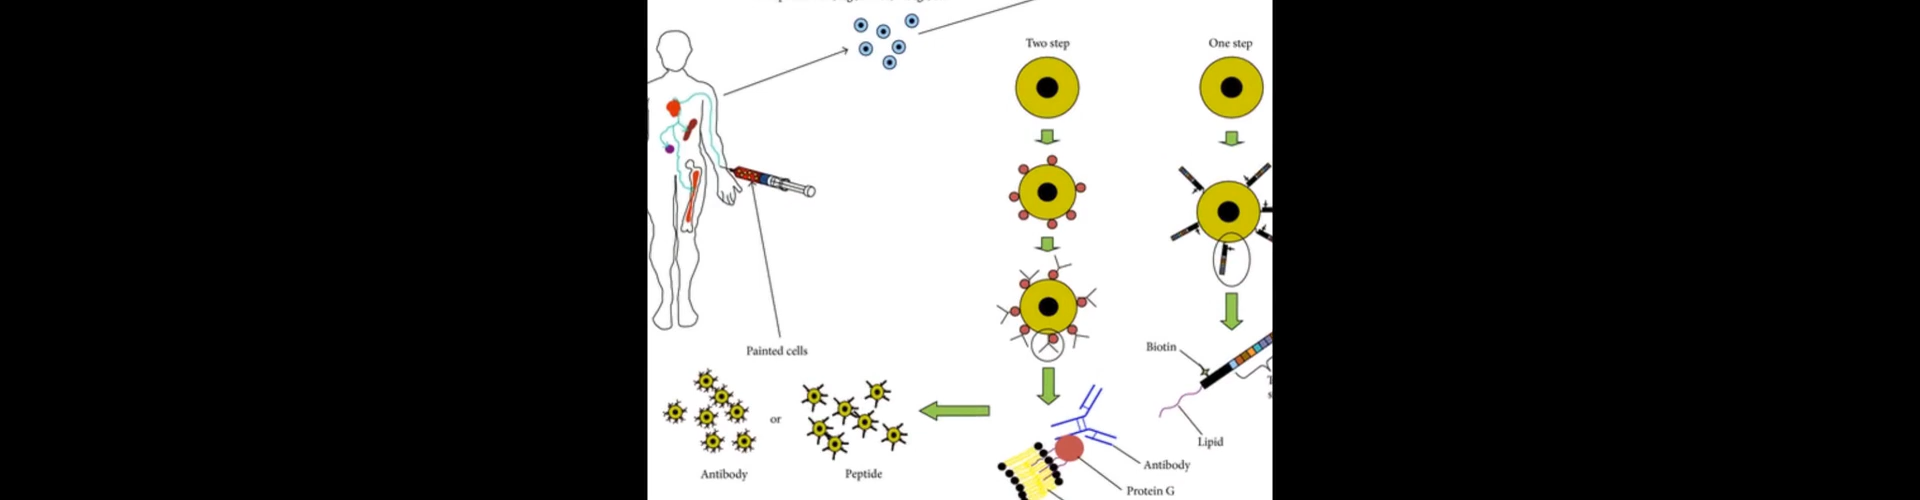 Two step
One step
Painted cells
Biotin
or
Lipid
Antibody
Antibody
Peptide
Protein G